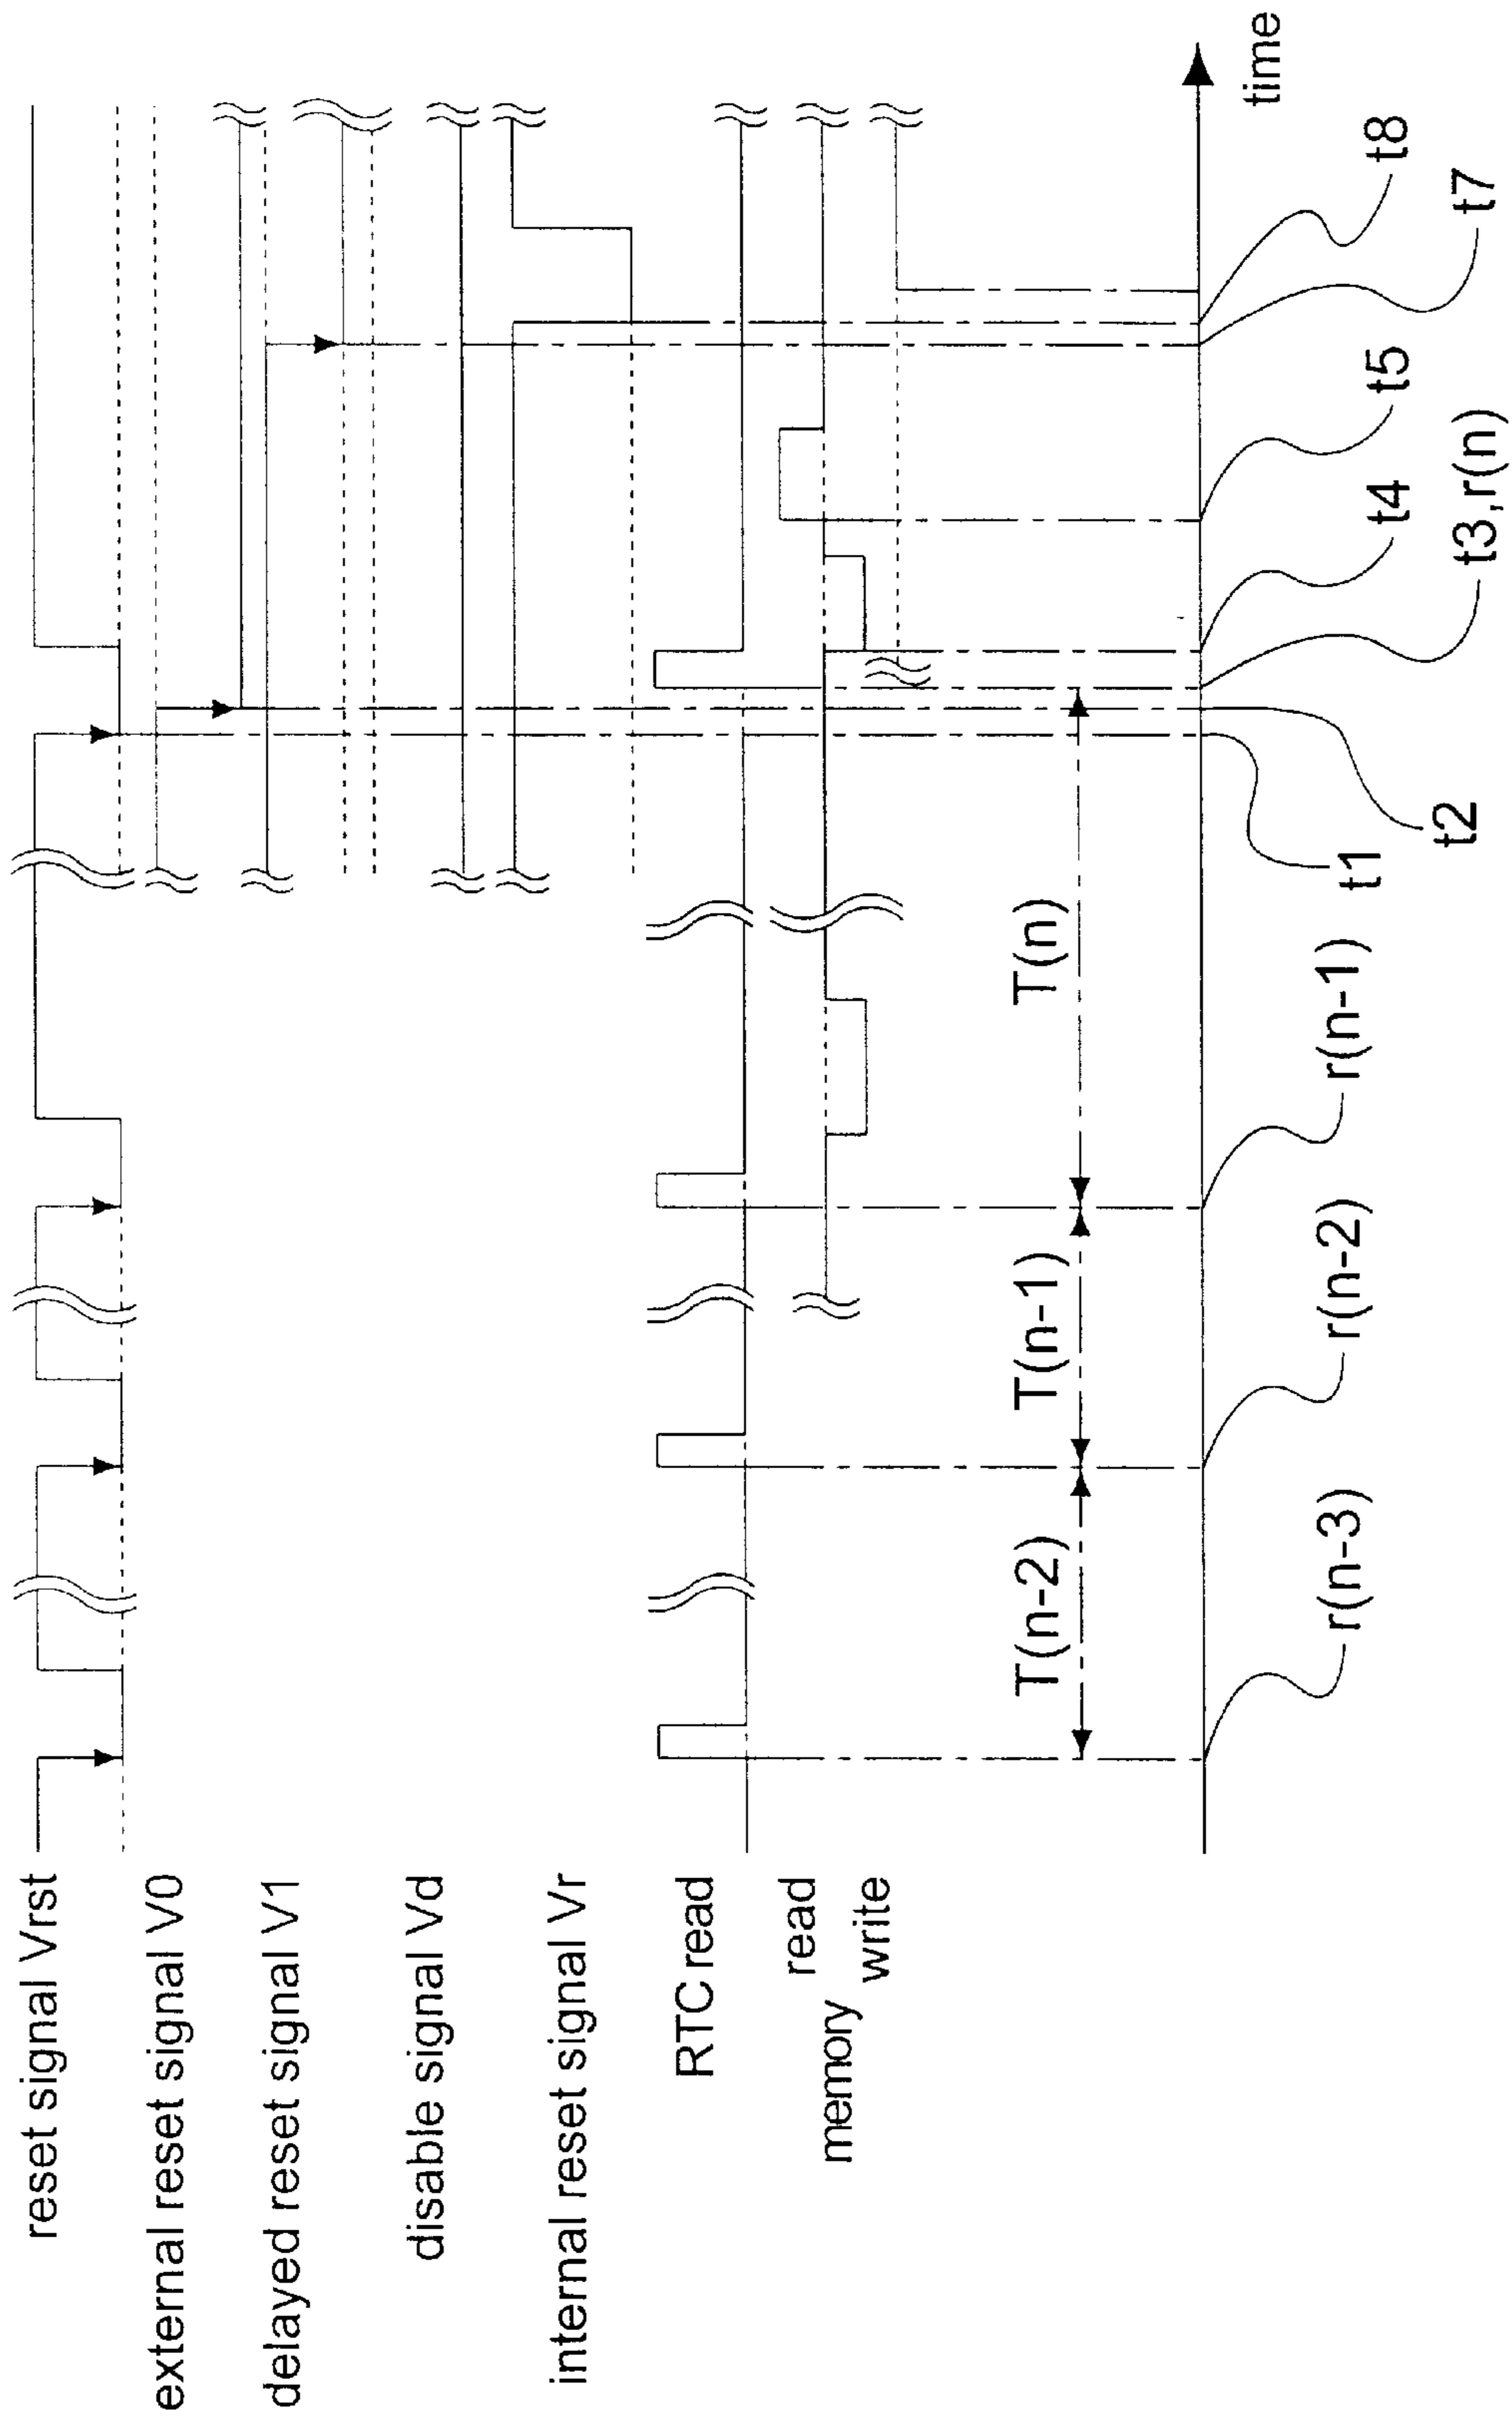 reset signal Vrst
external reset signal V0
delayed reset signal V1
disable signal Vd
internal reset signal Vr
RTC read
read
memory
write
T(n-2)
T(n-1)
T(n)
time
r(n-3)
r(n-2)
r(n-1)
t1
t2
t3,r(n)
t4
t5
t7
t8